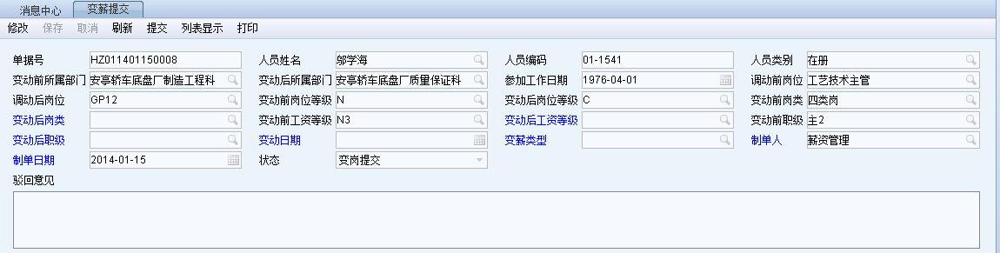 消息中心 变薪提交
修改 保存 取消 刷新 提交 列表显示 打印
单据号 HZ011401150008 人员姓名 邬学海 人员编码 01-1541 人员类别 在册
变动前所属部门 安亭轿车底盘厂制造工程科 变动后所属部门 安亭轿车底盘厂质量保证科 参加工作日期 1976-04-01 调动前岗位 工艺技术主管
调动后岗位 GP12 变动前岗位等级 N 变动后岗位等级 C 变动前岗类 四类岗
变动后岗类 变动前工资等级 N3 变动后工资等级 变动前职级 主2
变动后职级 变动日期 变薪类型 制单人 薪资管理
制单日期 2014-01-15 状态 变岗提交
驳回意见